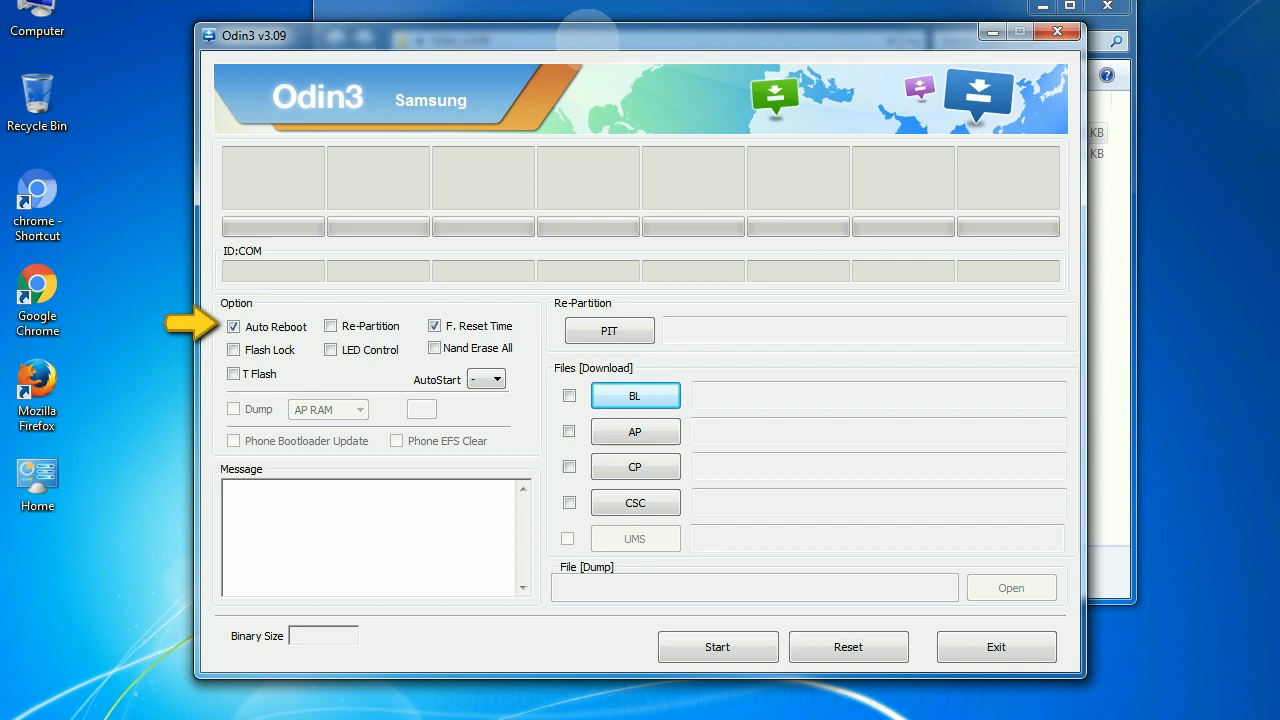 Computer
Recycle Bin
chrome -
Shortcut
Google
Chrome
Mozilla
Firefox
Home
Odin3 v3.09
Odin3 Samsung
KB
KB
ID:COM
Option
Auto Reboot
Re-Partition
F. Reset Time
Flash Lock
LED Control
Nand Erase All
T Flash
AutoStart -
Dump AP RAM
Phone Bootloader Update
Phone EFS Clear
Message
Binary Size
Re-Partition
PIT
Files [Download]
BL
AP
CP
CSC
UMS
File [Dump]
Open
Start
Reset
Exit
Samsung Galaxy